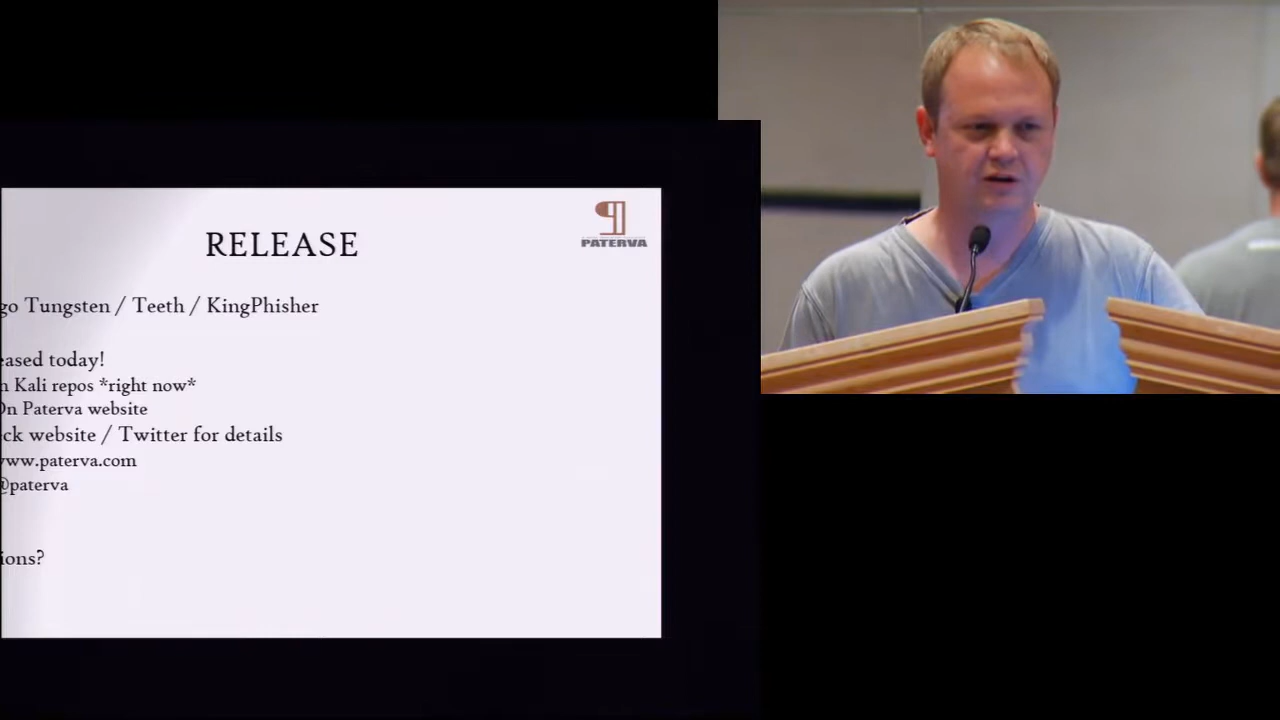 RELEASE
PATERVA
go Tungsten / Teeth / KingPhisher
eased today!
n Kali repos *right now*
On Paterva website
eck website / Twitter for details
www.paterva.com
@paterva
ions?